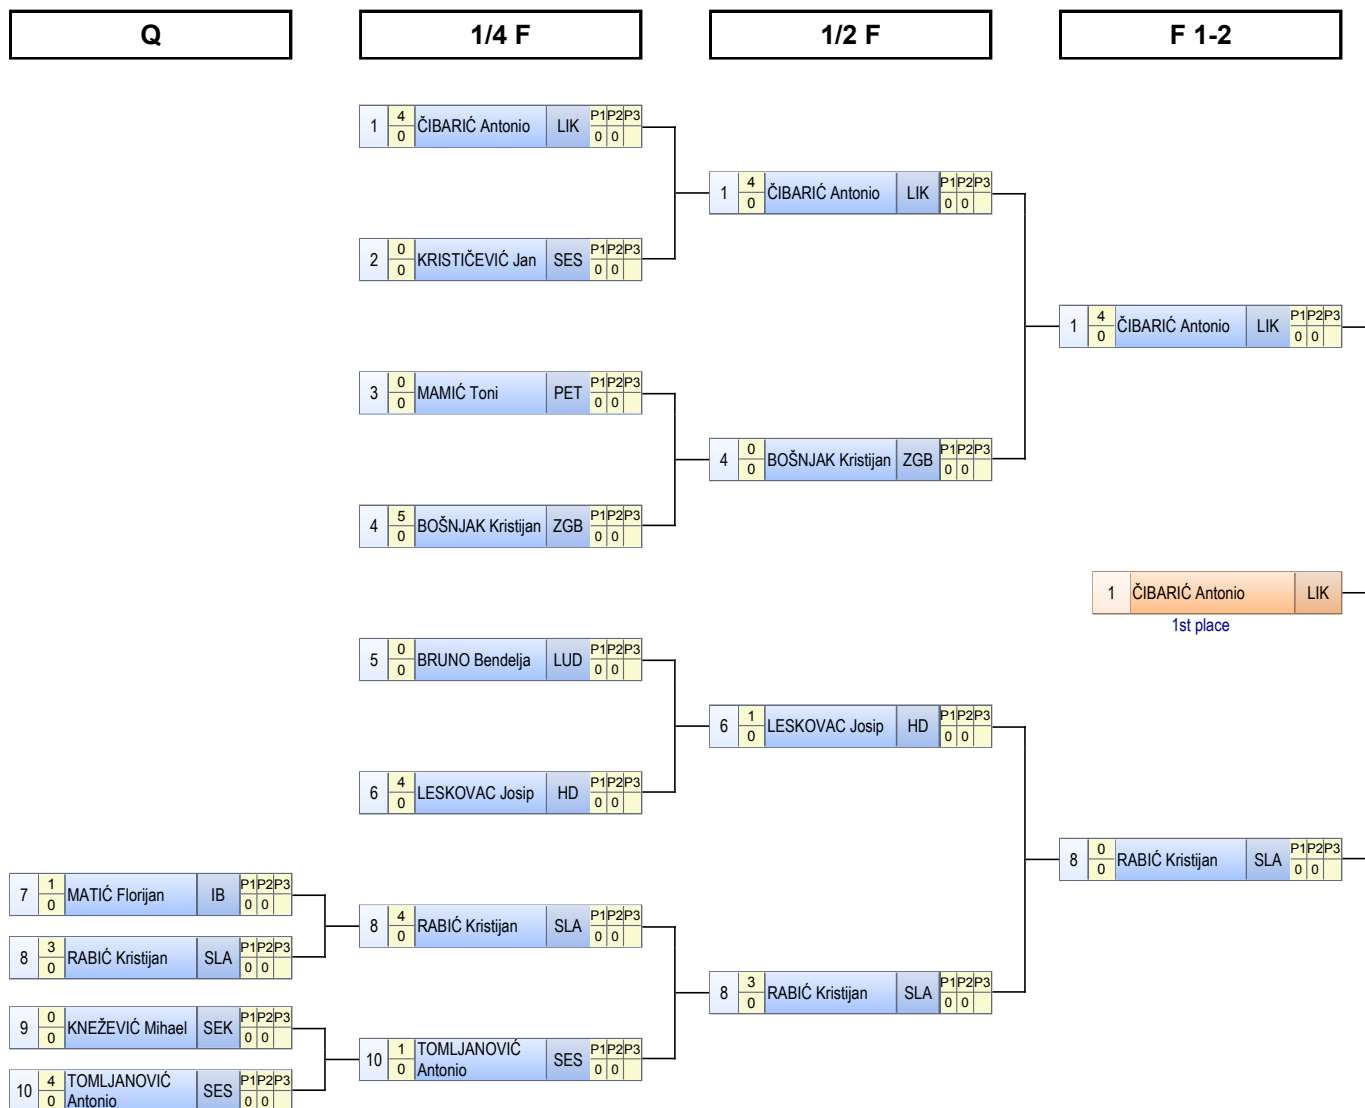 Q 1/4 F 1/2 F F 1-2
1 4 0 ČIBARIĆ Antonio LIK P1 P2 P3 0 0
1 4 0 ČIBARIĆ Antonio LIK P1 P2 P3 0 0
2 0 0 KRISTIČEVIĆ Jan SES P1 P2 P3 0 0
1 4 0 ČIBARIĆ Antonio LIK P1 P2 P3 0 0
3 0 0 MAMIĆ Toni PET P1 P2 P3 0 0
4 0 0 BOŠNJAK Kristijan ZGB P1 P2 P3 0 0
4 5 0 BOŠNJAK Kristijan ZGB P1 P2 P3 0 0
1 ČIBARIĆ Antonio LIK
1st place
5 0 0 BRUNO Bendelja LUD P1 P2 P3 0 0
6 1 0 LESKOVAC Josip HD P1 P2 P3 0 0
6 4 0 LESKOVAC Josip HD P1 P2 P3 0 0
8 0 0 RABIĆ Kristijan SLA P1 P2 P3 0 0
7 1 0 MATIĆ Florijan IB P1 P2 P3 0 0
8 4 0 RABIĆ Kristijan SLA P1 P2 P3 0 0
8 3 0 RABIĆ Kristijan SLA P1 P2 P3 0 0
8 3 0 RABIĆ Kristijan SLA P1 P2 P3 0 0
9 0 0 KNEŽEVIĆ Mihael SEK P1 P2 P3 0 0
10 1 0 TOMLJANOVIĆ Antonio SES P1 P2 P3 0 0
10 4 0 TOMLJANOVIĆ Antonio SES P1 P2 P3 0 0